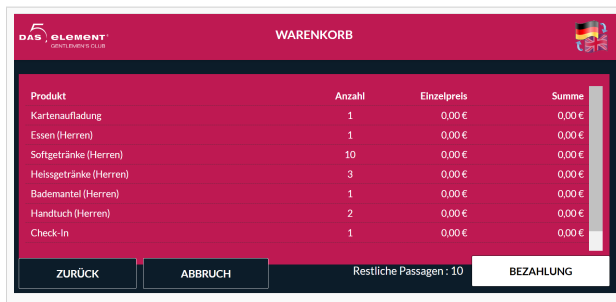 5
DAS ELEMENT
GENTLEMEN'S CLUB
WARENKORB
Produkt Anzahl Einzelpreis Summe
Kartenaufladung 1 0,00 € 0,00 €
Essen (Herren) 1 0,00 € 0,00 €
Softgetränke (Herren) 10 0,00 € 0,00 €
Heissgetränke (Herren) 3 0,00 € 0,00 €
Bademantel (Herren) 1 0,00 € 0,00 €
Handtuch (Herren) 2 0,00 € 0,00 €
Check-In 1 0,00 € 0,00 €
ZURÜCK ABBRUCH Restliche Passagen : 10 BEZAHLUNG